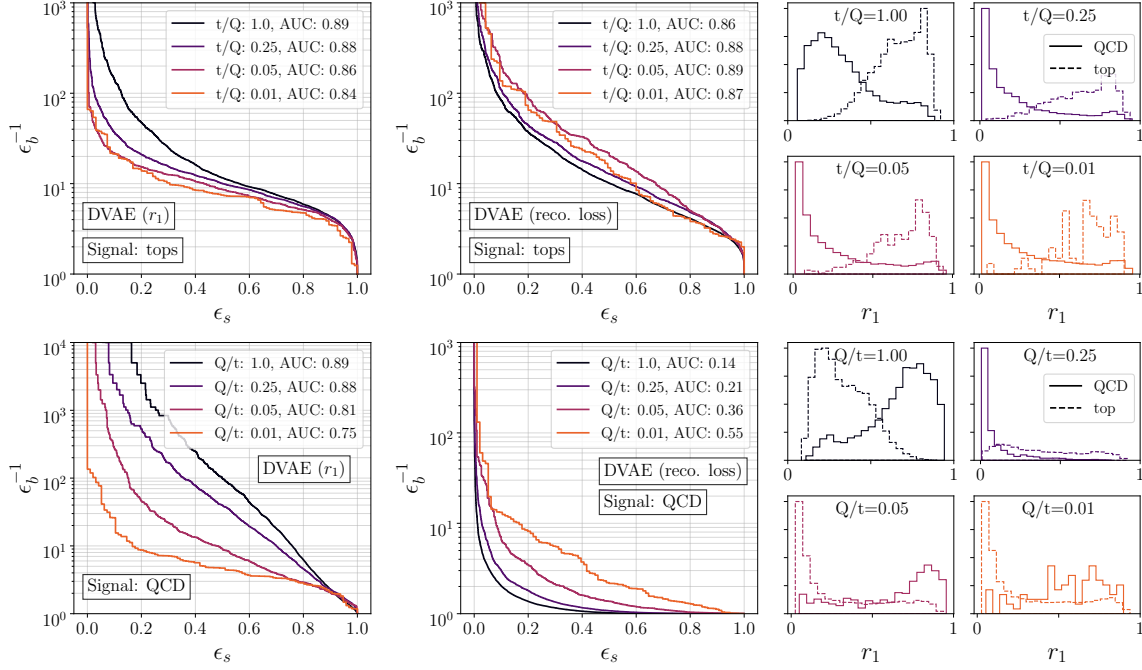 10³
10²
10¹
10⁰
ϵ_b⁻¹
t/Q: 1.0, AUC: 0.89
t/Q: 0.25, AUC: 0.88
t/Q: 0.05, AUC: 0.86
t/Q: 0.01, AUC: 0.84
DVAE (r₁)
Signal: tops
0.0 0.2 0.4 0.6 0.8 1.0
ϵ_s
10³
10²
10¹
10⁰
ϵ_b⁻¹
t/Q: 1.0, AUC: 0.86
t/Q: 0.25, AUC: 0.88
t/Q: 0.05, AUC: 0.89
t/Q: 0.01, AUC: 0.87
DVAE (reco. loss)
Signal: tops
0.0 0.2 0.4 0.6 0.8 1.0
ϵ_s
t/Q=1.00
0 1
t/Q=0.25
QCD
top
0 1
t/Q=0.05
0 1
r₁
t/Q=0.01
0 1
r₁
10⁴
10³
10²
10¹
10⁰
ϵ_b⁻¹
Q/t: 1.0, AUC: 0.89
Q/t: 0.25, AUC: 0.88
Q/t: 0.05, AUC: 0.81
Q/t: 0.01, AUC: 0.75
DVAE (r₁)
Signal: QCD
0.0 0.2 0.4 0.6 0.8 1.0
ϵ_s
10³
10²
10¹
10⁰
ϵ_b⁻¹
Q/t: 1.0, AUC: 0.14
Q/t: 0.25, AUC: 0.21
Q/t: 0.05, AUC: 0.36
Q/t: 0.01, AUC: 0.55
DVAE (reco. loss)
Signal: QCD
0.0 0.2 0.4 0.6 0.8 1.0
ϵ_s
Q/t=1.00
0 1
Q/t=0.25
QCD
top
0 1
Q/t=0.05
0 1
r₁
Q/t=0.01
0 1
r₁